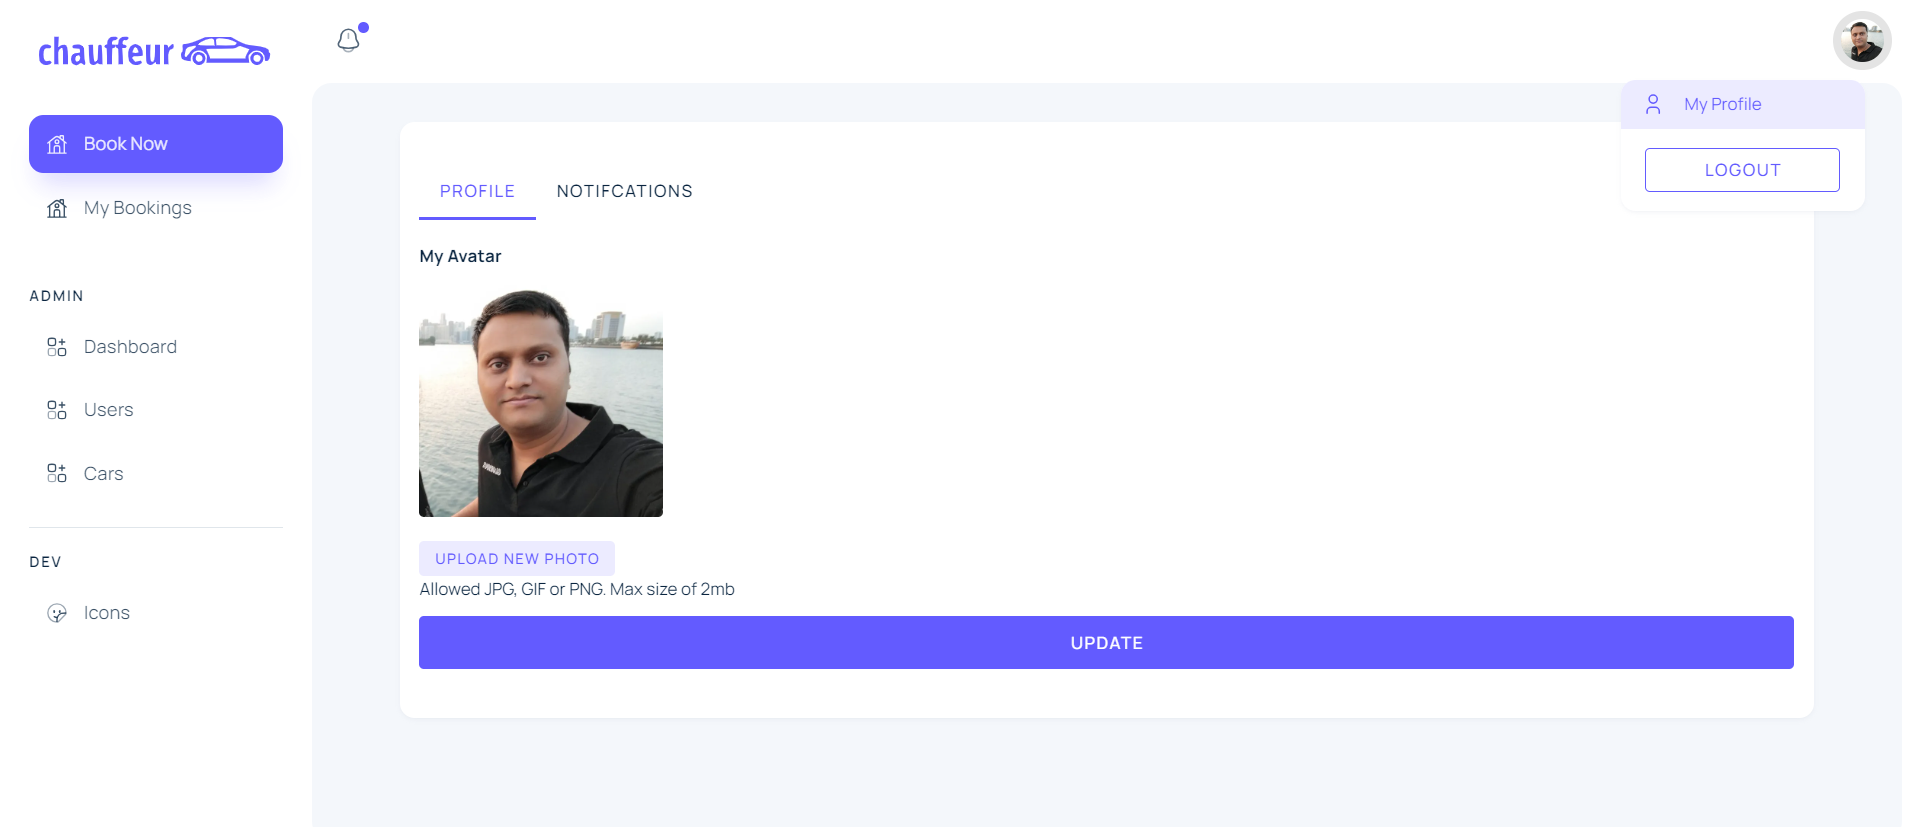 chauffeur
Book Now
My Bookings
ADMIN
Dashboard
Users
Cars
DEV
Icons
My Profile
LOGOUT
PROFILE NOTIFCATIONS
My Avatar
UPLOAD NEW PHOTO
Allowed JPG, GIF or PNG. Max size of 2mb
UPDATE